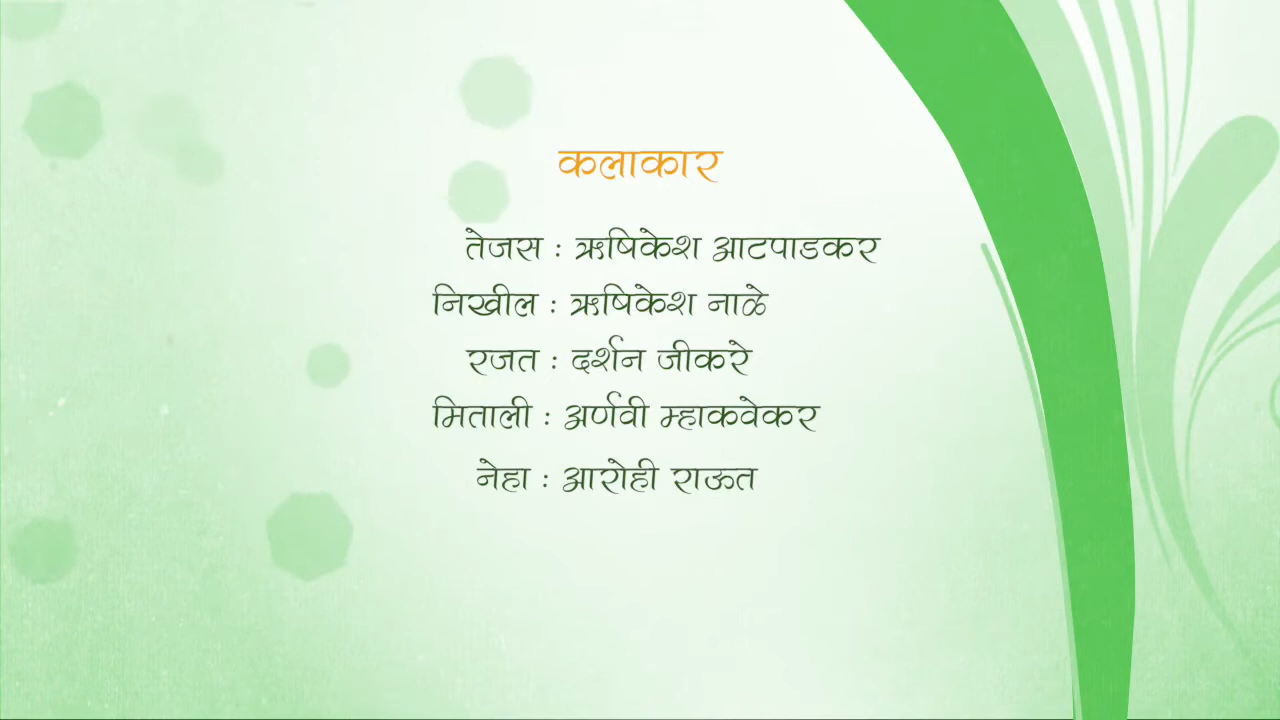 कलाकार
तेजस : ऋषिकेश आटपाडकर
निखील : ऋषिकेश नाळे
रजत : दर्शन जीकरे
मिताली : अर्णवी म्हाकवेकर
नेहा : आरोही राऊत